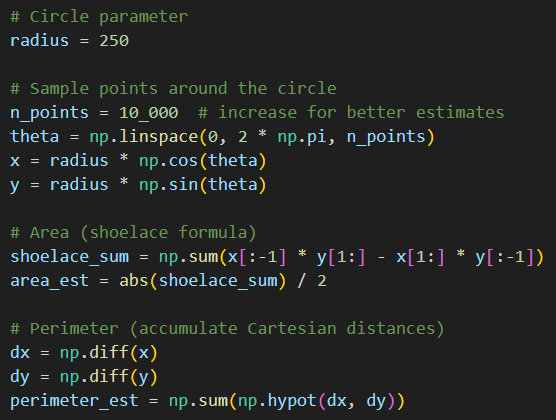 # Circle parameter
radius = 250
# Sample points around the circle
n_points = 10_000  # increase for better estimates
theta = np.linspace(0, 2 * np.pi, n_points)
x = radius * np.cos(theta)
y = radius * np.sin(theta)
# Area (shoelace formula)
shoelace_sum = np.sum(x[:-1] * y[1:] - x[1:] * y[:-1])
area_est = abs(shoelace_sum) / 2
# Perimeter (accumulate Cartesian distances)
dx = np.diff(x)
dy = np.diff(y)
perimeter_est = np.sum(np.hypot(dx, dy))